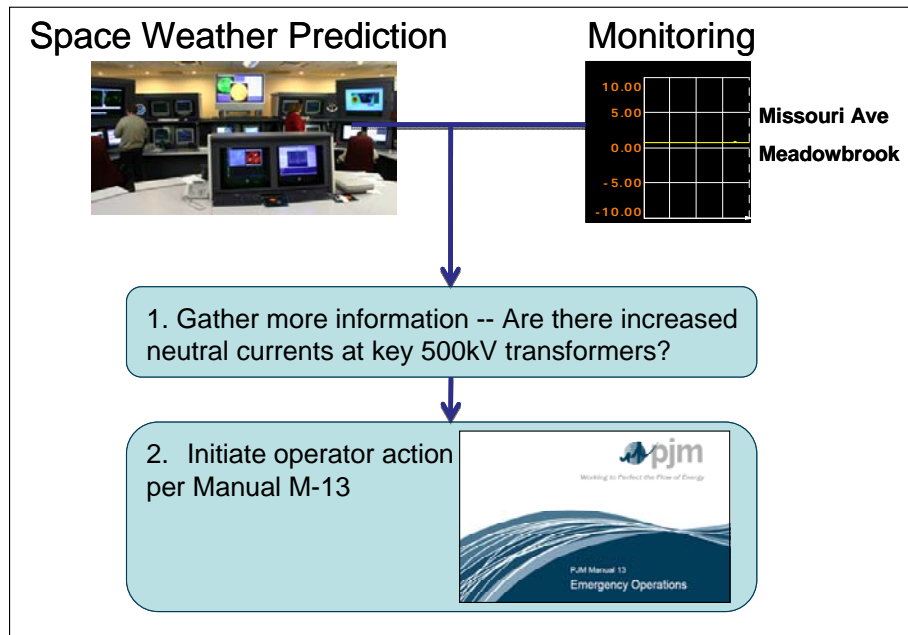 Space Weather Prediction
Monitoring
10.00
5.00
0.00
-5.00
-10.00
Missouri Ave
Meadowbrook
1. Gather more information -- Are there increased
neutral currents at key 500kV transformers?
2. Initiate operator action
per Manual M-13
pjm
Working to Perfect the Flow of Energy
PJM Manual 13
Emergency Operations